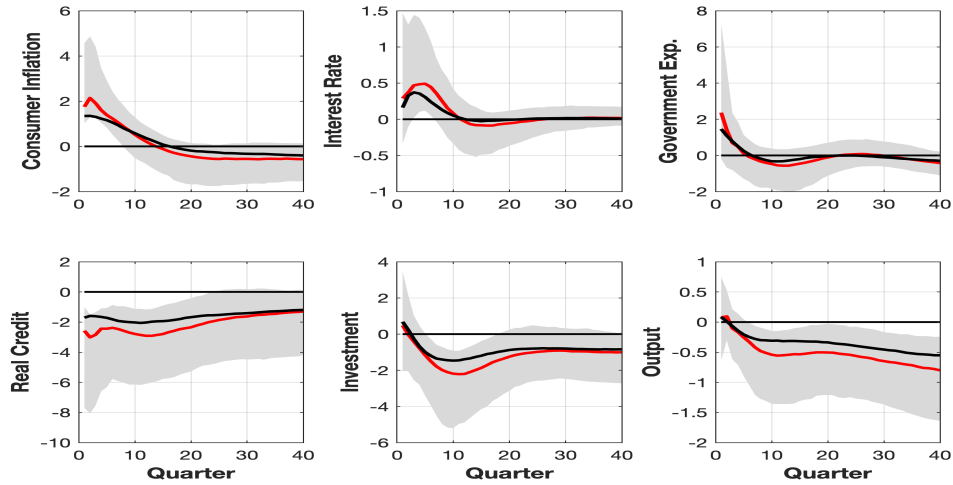 Consumer Inflation
6
4
2
0
-2
0 10 20 30 40
Interest Rate
1.5
1
0.5
0
-0.5
-1
0 10 20 30 40
Government Exp.
8
6
4
2
0
-2
0 10 20 30 40
Real Credit
2
0
-2
-4
-6
-8
-10
0 10 20 30 40
Quarter
Investment
4
2
0
-2
-4
-6
0 10 20 30 40
Quarter
Output
1
0.5
0
-0.5
-1
-1.5
-2
0 10 20 30 40
Quarter